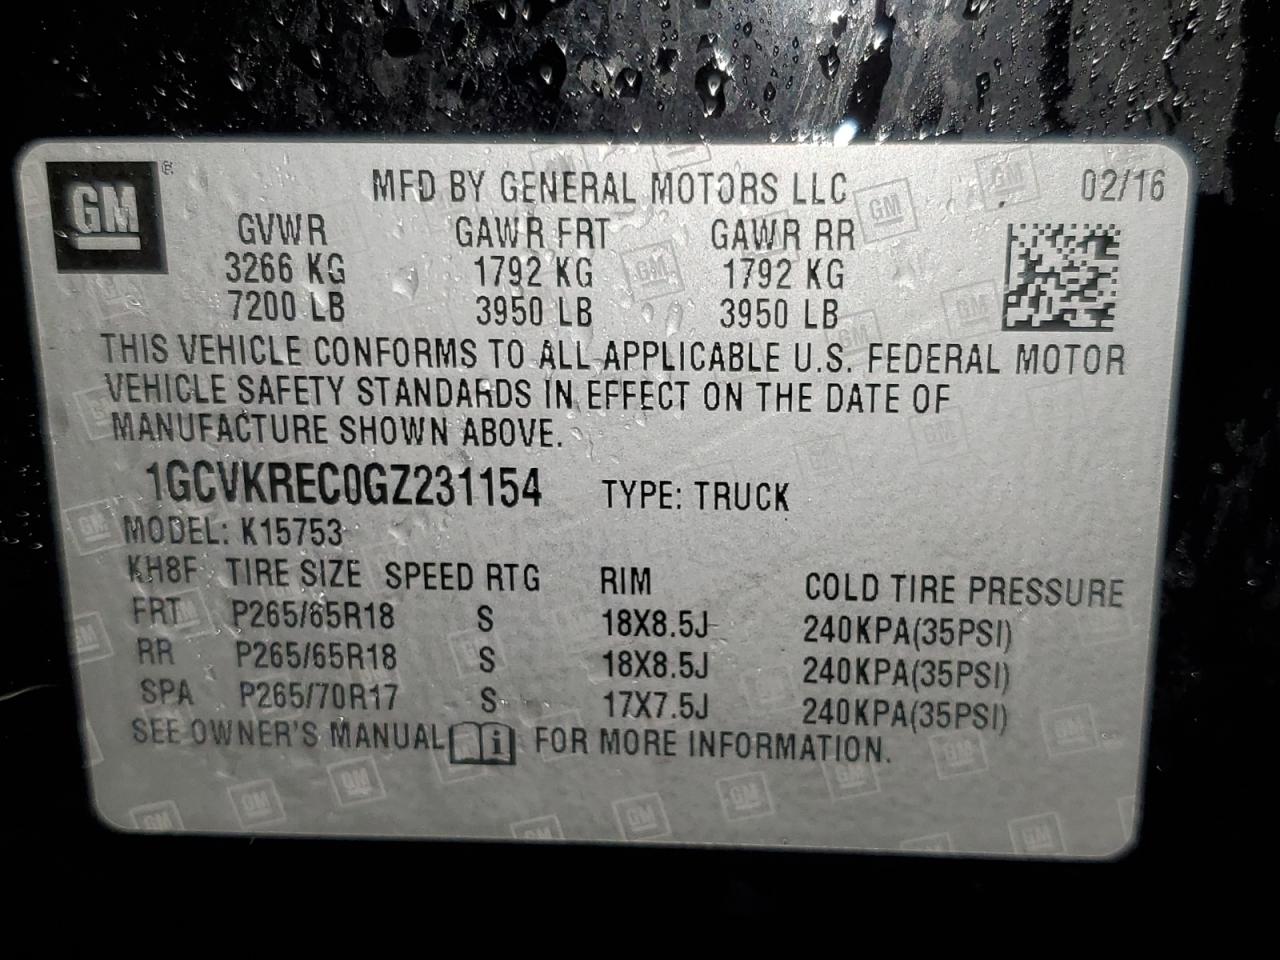 GM ® MFD BY GENERAL MOTORS LLC 02/16
GVWR GAWR FRT GAWR RR
3266 KG 1792 KG 1792 KG
7200 LB 3950 LB 3950 LB
THIS VEHICLE CONFORMS TO ALL APPLICABLE U.S. FEDERAL MOTOR
VEHICLE SAFETY STANDARDS IN EFFECT ON THE DATE OF
MANUFACTURE SHOWN ABOVE.
1GCVKREC0GZ231154 TYPE: TRUCK
MODEL: K15753
KH8F TIRE SIZE SPEED RTG RIM COLD TIRE PRESSURE
FRT P265/65R18 S 18X8.5J 240KPA(35PSI)
RR P265/65R18 S 18X8.5J 240KPA(35PSI)
SPA P265/70R17 S 17X7.5J 240KPA(35PSI)
SEE OWNER'S MANUAL i FOR MORE INFORMATION.